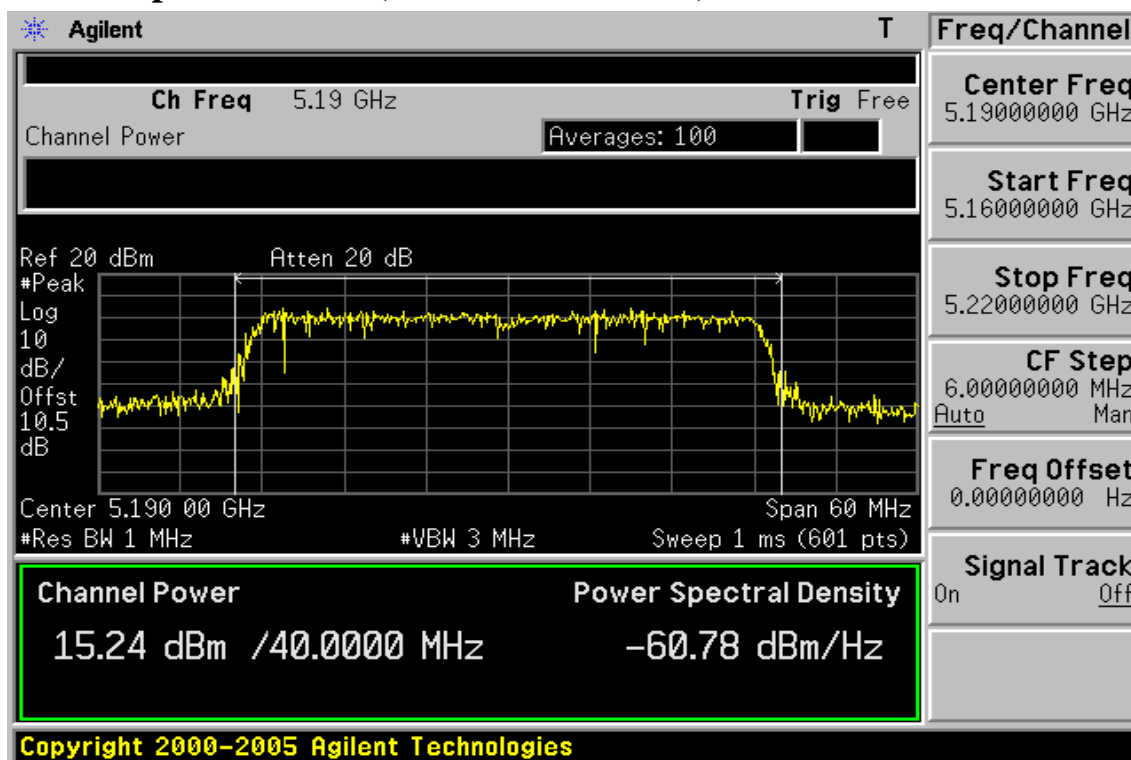 Agilent T
Ch Freq 5.19 GHz Trig Free
Channel Power Averages: 100
Ref 20 dBm Atten 20 dB
#Peak
Log
10
dB/
Offst
10.5
dB
Center 5.190 00 GHz Span 60 MHz
#Res BW 1 MHz #VBW 3 MHz Sweep 1 ms (601 pts)
Channel Power Power Spectral Density
15.24 dBm /40.0000 MHz -60.78 dBm/Hz
Copyright 2000-2005 Agilent Technologies
Freq/Channel
Center Freq
5.19000000 GHz
Start Freq
5.16000000 GHz
Stop Freq
5.22000000 GHz
CF Step
6.00000000 MHz
Auto Man
Freq Offset
0.00000000 Hz
Signal Track
On Off